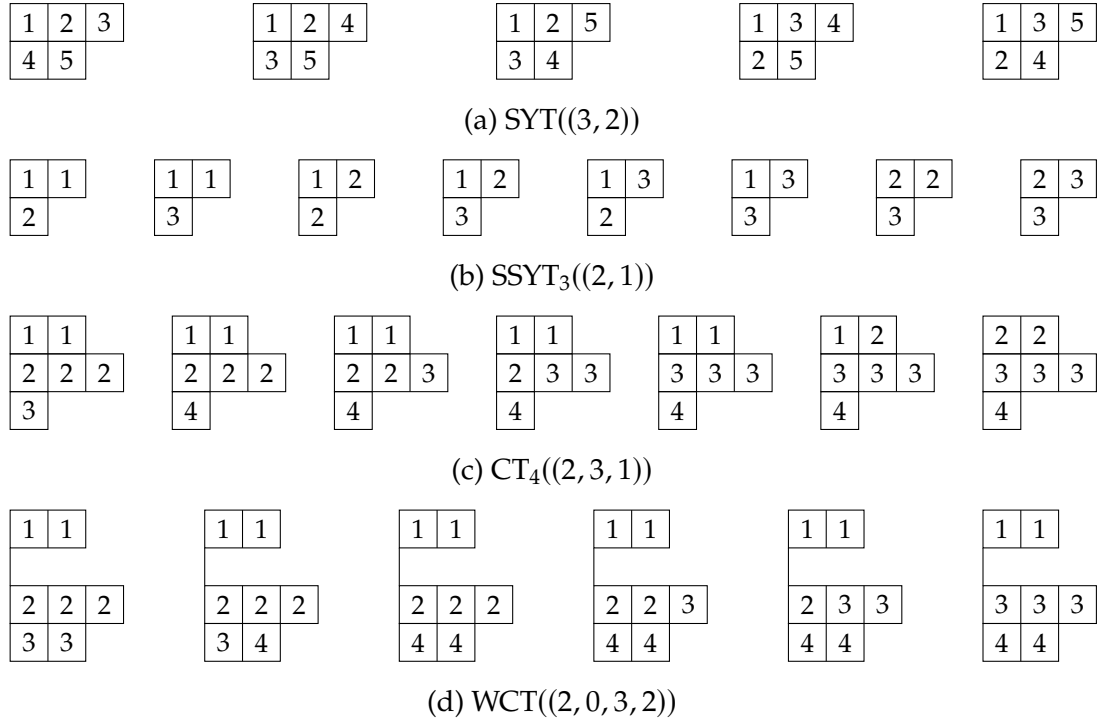 1 2 3 1 2 4 1 2 5 1 3 4 1 3 5
4 5 3 5 3 4 2 5 2 4
(a) SYT((3, 2))
1 1 1 1 1 2 1 2 1 3 1 3 2 2 2 3
2 3 2 3 2 3 3 3
(b) SSYT₃((2, 1))
1 1 1 1 1 1 1 1 1 1 1 2 2 2
2 2 2 2 2 2 2 2 3 2 3 3 3 3 3 3 3 3 3 3 3
3 4 4 4 4 4 4
(c) CT₄((2, 3, 1))
1 1 1 1 1 1 1 1 1 1 1 1
2 2 2 2 2 2 2 2 2 2 2 3 2 3 3 3 3 3
3 3 3 4 4 4 4 4 4 4 4 4
(d) WCT((2, 0, 3, 2))